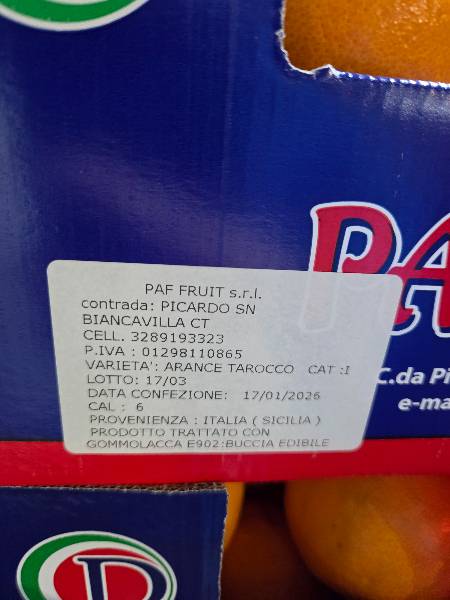 PA
PAF FRUIT s.r.l.
contrada: PICARDO SN
BIANCAVILLA CT
CELL. 3289193323
P.IVA : 01298110865
VARIETA': ARANCE TAROCCO CAT :I
LOTTO: 17/03
DATA CONFEZIONE: 17/01/2026
CAL : 6
PROVENIENZA : ITALIA ( SICILIA )
PRODOTTO TRATTATO CON
GOMMOLACCA E902:BUCCIA EDIBILE
C.da Pi
e-ma
D